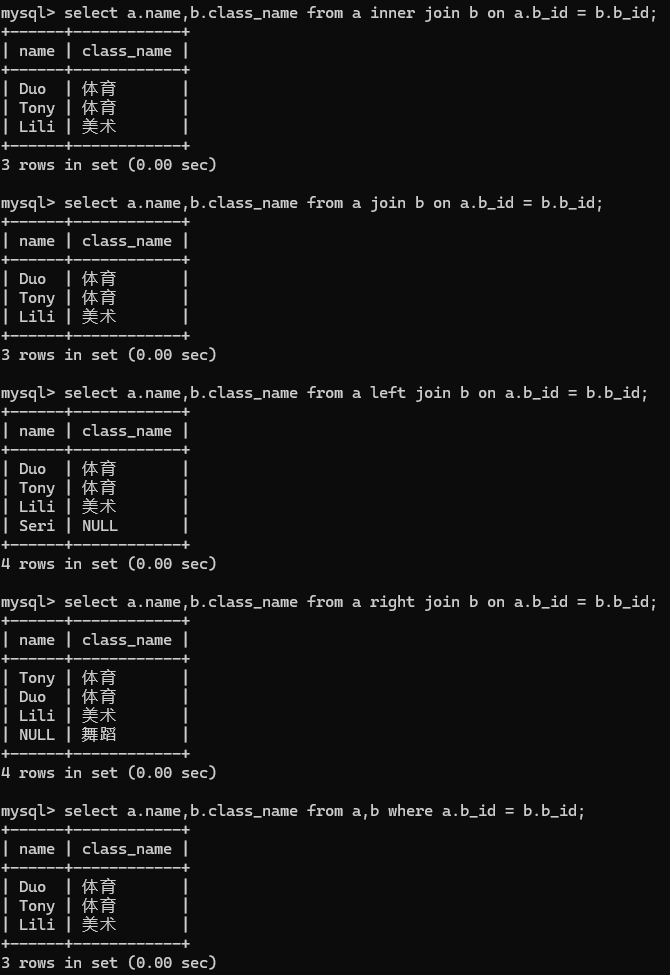 mysql> select a.name,b.class_name from a inner join b on a.b_id = b.b_id;
+------+------------+
| name | class_name |
+------+------------+
| Duo  | 体育       |
| Tony | 体育       |
| Lili | 美术       |
+------+------------+
3 rows in set (0.00 sec)

mysql> select a.name,b.class_name from a join b on a.b_id = b.b_id;
+------+------------+
| name | class_name |
+------+------------+
| Duo  | 体育       |
| Tony | 体育       |
| Lili | 美术       |
+------+------------+
3 rows in set (0.00 sec)

mysql> select a.name,b.class_name from a left join b on a.b_id = b.b_id;
+------+------------+
| name | class_name |
+------+------------+
| Duo  | 体育       |
| Tony | 体育       |
| Lili | 美术       |
| Seri | NULL       |
+------+------------+
4 rows in set (0.00 sec)

mysql> select a.name,b.class_name from a right join b on a.b_id = b.b_id;
+------+------------+
| name | class_name |
+------+------------+
| Tony | 体育       |
| Duo  | 体育       |
| Lili | 美术       |
| NULL | 舞蹈       |
+------+------------+
4 rows in set (0.00 sec)

mysql> select a.name,b.class_name from a,b where a.b_id = b.b_id;
+------+------------+
| name | class_name |
+------+------------+
| Duo  | 体育       |
| Tony | 体育       |
| Lili | 美术       |
+------+------------+
3 rows in set (0.00 sec)